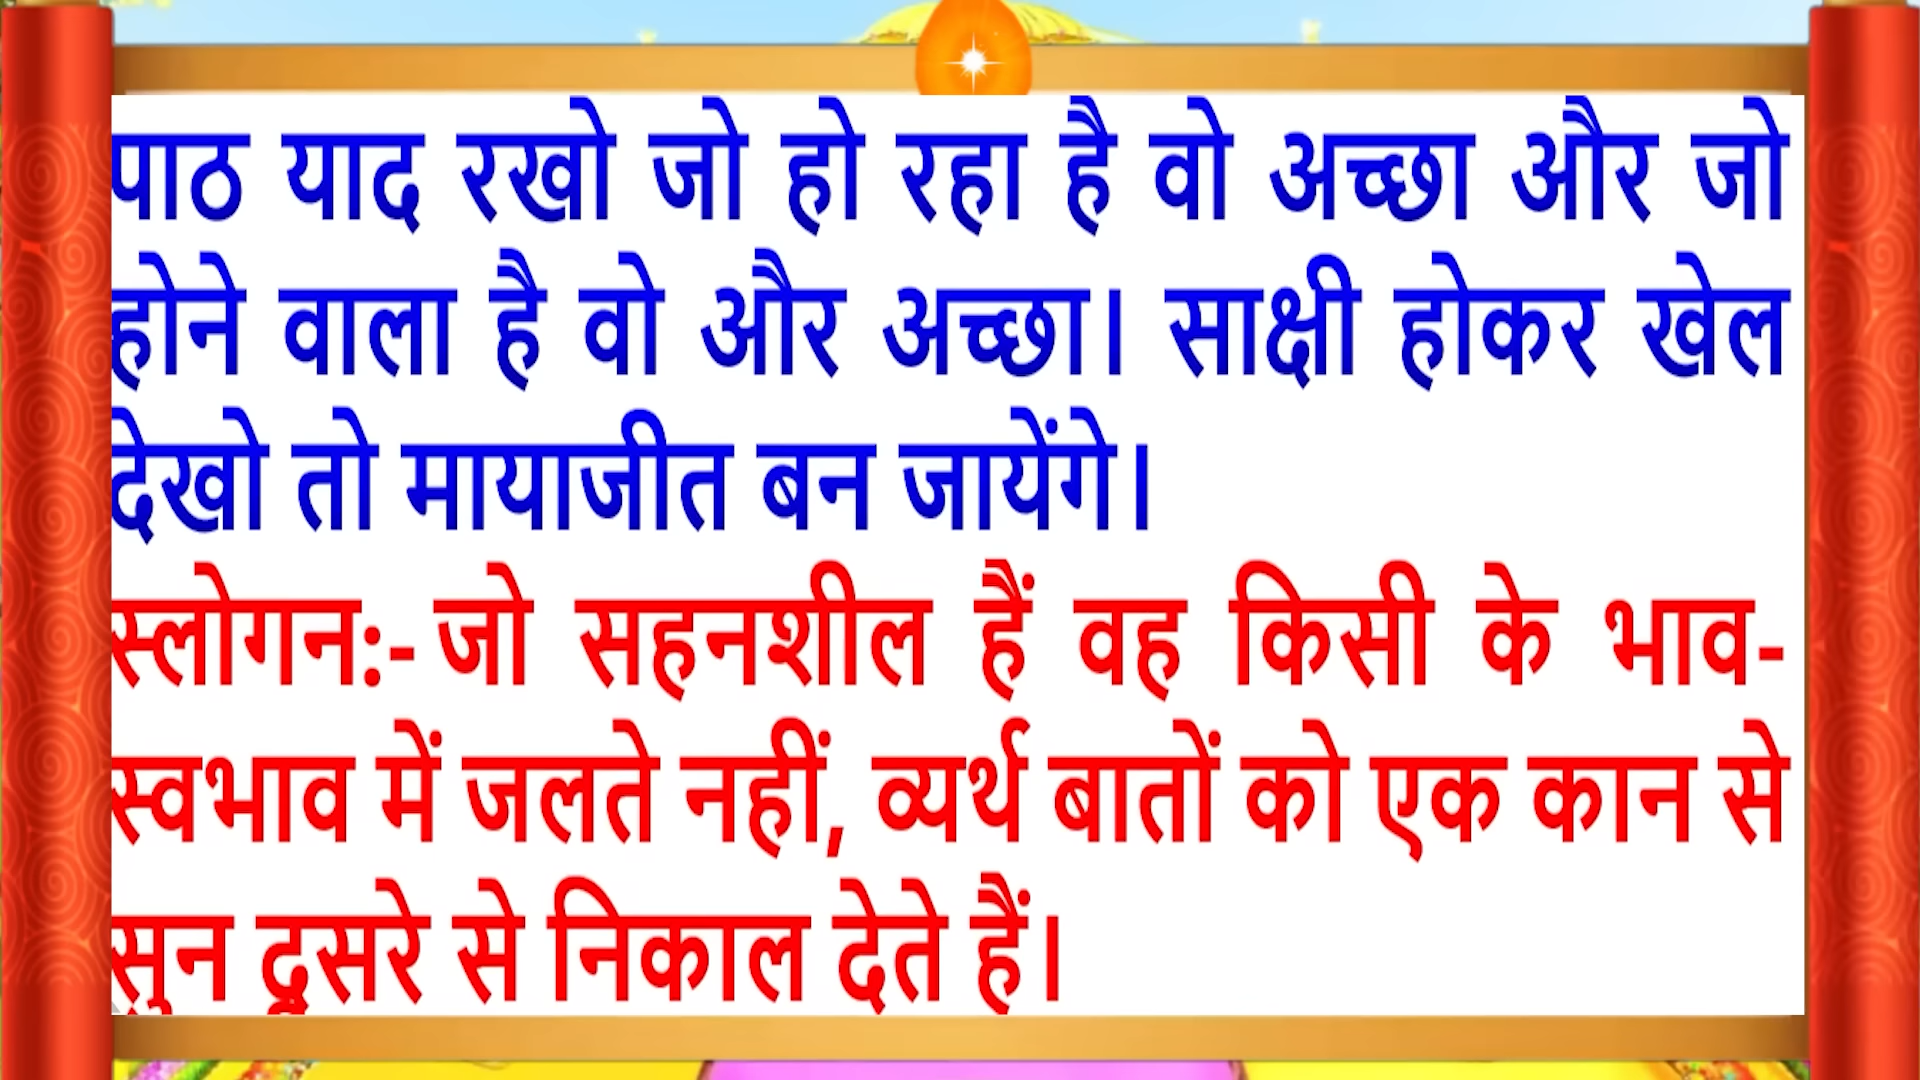 पाठ याद रखो जो हो रहा है वो अच्छा और जो
होने वाला है वो और अच्छा। साक्षी होकर खेल
देखो तो मायाजीत बन जायेंगे।
स्लोगन:- जो सहनशील हैं वह किसी के भाव-
स्वभाव में जलते नहीं, व्यर्थ बातों को एक कान से
सुन दूसरे से निकाल देते हैं।